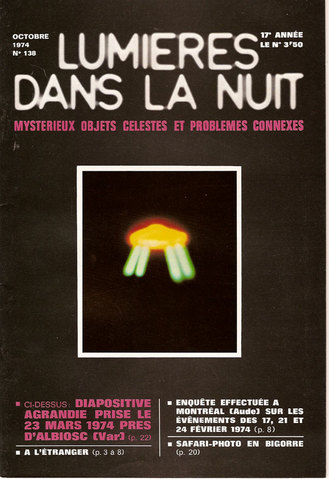 OCTOBRE
1974
N° 138
17e ANNÉE
LE N° 3F50
LUMIERES
DANS LA NUIT
MYSTERIEUX OBJETS CELESTES ET PROBLEMES CONNEXES
■ CI-DESSUS: DIAPOSITIVE
AGRANDIE PRISE LE
23 MARS 1974 PRES
D'ALBIOSC (Var) (p. 22)
■ A L'ÉTRANGER (p. 3 à 8)
■ ENQUÊTE EFFECTUÉE A
MONTRÉAL (Aude) SUR LES
ÉVÉNEMENTS DES 17, 21 ET
24 FÉVRIER 1974 (p. 8)
■ SAFARI-PHOTO EN BIGORRE
(p. 20)